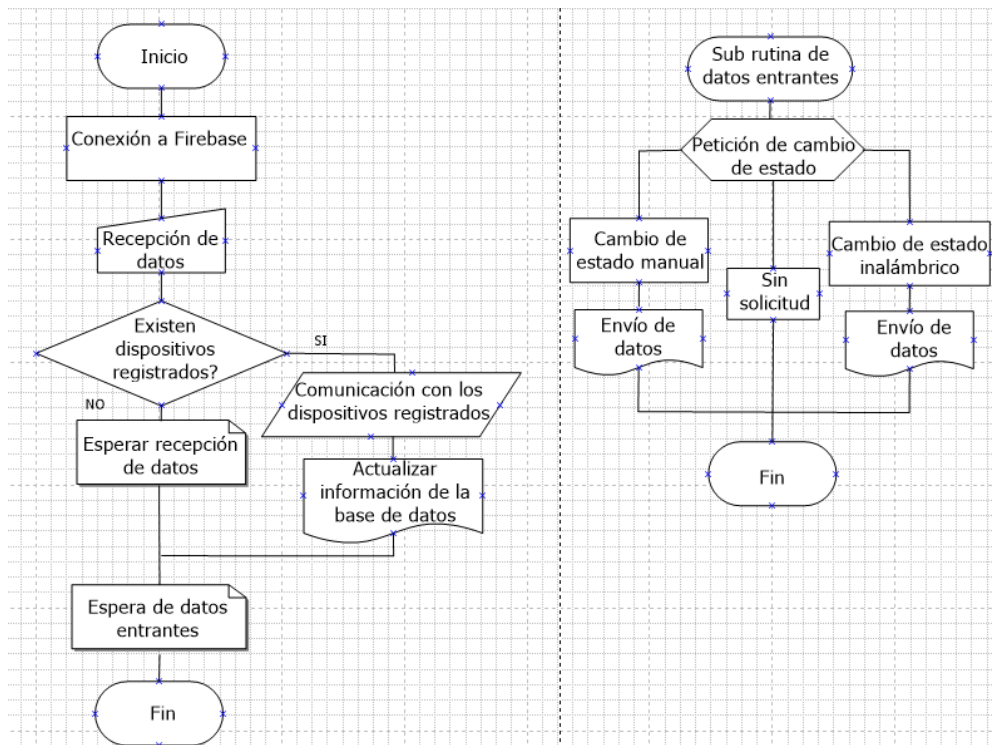 Inicio
Conexión a Firebase
Recepción de
datos
Existen
dispositivos
registrados?
SI
NO
Comunicación con los
dispositivos registrados
Esperar recepción
de datos
Actualizar
información de la
base de datos
Espera de datos
entrantes
Fin
Sub rutina de
datos entrantes
Petición de cambio
de estado
Cambio de
estado manual
Sin
solicitud
Cambio de estado
inalámbrico
Envío de
datos
Envío de
datos
Fin